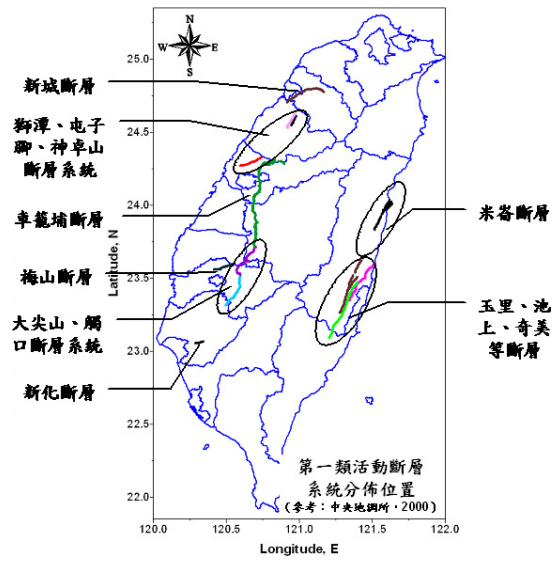 N
W E
S
新城斷層
獅潭、屯子
腳、神卓山
斷層系統
車籠埔斷層
梅山斷層
大尖山、觸
口斷層系統
新化斷層
米崙斷層
玉里、池
上、奇美
等斷層
第一類活動斷層
系統分佈位置
(參考：中央地調所，2000)
Latitude, N
25.0
24.5
24.0
23.5
23.0
22.5
22.0
120.0 120.5 121.0 121.5 122.0
Longitude, E